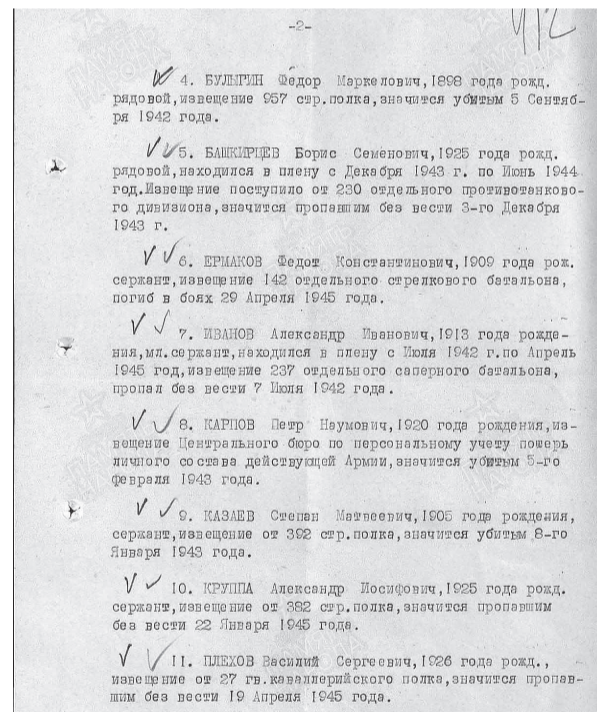 -2-
4. БУЛЫГИН Федор Маркелович,1898 года рожд.
рядовой,извещение 957 стр.полка,значится убитым 5 Сентяб-
ря 1942 года.
5. БАШКИРЦЕВ Борис Семенович,1925 года рожд.
рядовой,находился в плену с Декабря 1943 г. по Июнь 1944
год.Извещение поступило от 230 отдельного противотанково-
го дивизиона,значится пропавшим без вести 3-го Декабря
1943 г.
6. ЕРМАКОВ Федот Константинович,1909 года рож.
сержант,извещение 142 отдельного стрелкового батальона,
погиб в боях 29 Апреля 1945 года.
7. ИВАНОВ Александр Иванович,1913 года рожде-
ния,мл.сержант,находился в плену с Июля 1942 г.по Апрель
1945 год,извещение 237 отдельного саперного батальона,
пропал без вести 7 Июля 1942 года.
8. КАРПОВ Петр Наумович,1920 года рождения,из-
вещение Центрального бюро по персональному учету потерь
личного состава действующей Армии,значится убитым 5-го
февраля 1943 года.
9. КАЗАЕВ Степан Матвеевич,1905 года рождения,
сержант,извещение от 392 стр.полка,значится убитым 8-го
Января 1943 года.
10. КРУППА Александр Иосифович,1925 года рожд.
сержант,извещение от 382 стр.полка,значится пропавшим
без вести 22 Января 1945 года.
11. ПЛЕХОВ Василий Сергеевич,1926 года рожд.,
извещение от 27 гв.каваллерийского полка,значится пропав-
шим без вести 19 Апреля 1945 года.